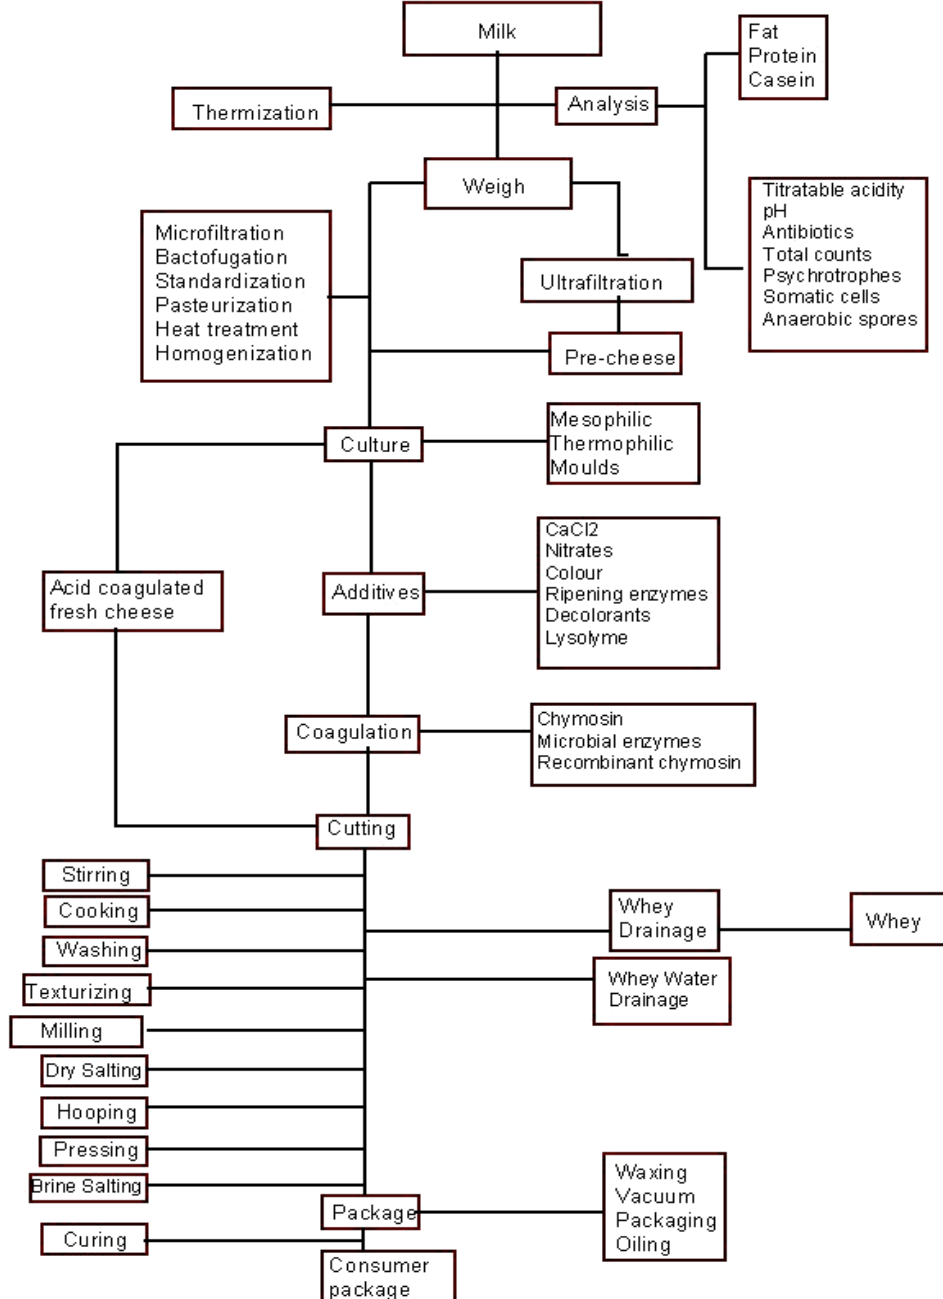 Milk
Fat
Protein
Casein
Thermization
Analysis
Weigh
Titratable acidity
pH
Antibiotics
Total counts
Psychrotrophes
Somatic cells
Anaerobic spores
Microfiltration
Bactofugation
Standardization
Pasteurization
Heat treatment
Homogenization
Ultrafiltration
Pre-cheese
Culture
Mesophilic
Thermophilic
Moulds
Acid coagulated
fresh cheese
Additives
CaCl2
Nitrates
Colour
Ripening enzymes
Decolorants
Lysolyme
Coagulation
Chymosin
Microbial enzymes
Recombinant chymosin
Cutting
Stirring
Cooking
Whey
Drainage
Whey
Washing
Texturizing
Whey Water
Drainage
Milling
Dry Salting
Hooping
Pressing
Brine Salting
Package
Waxing
Vacuum
Packaging
Oiling
Curing
Consumer
package